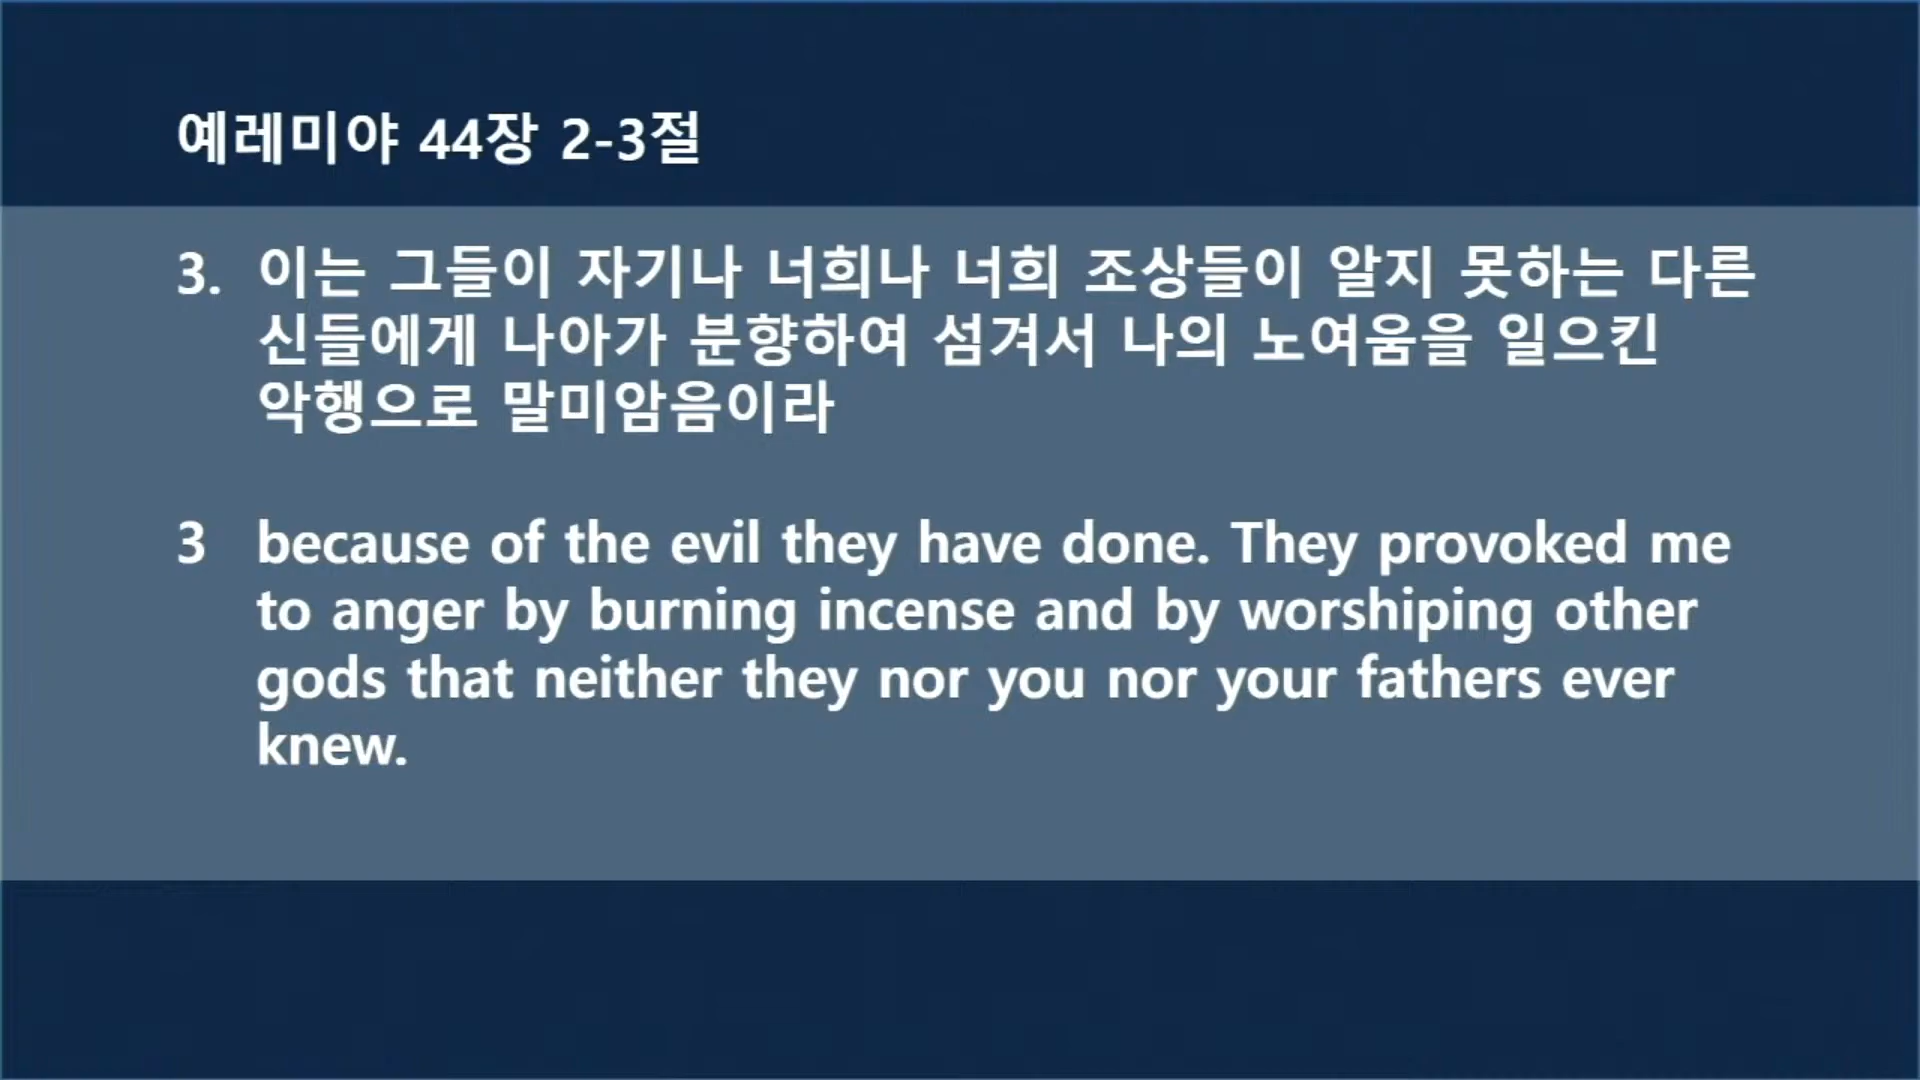 예레미야 44장 2-3절
3. 이는 그들이 자기나 너희나 너희 조상들이 알지 못하는 다른
신들에게 나아가 분향하여 섬겨서 나의 노여움을 일으킨
악행으로 말미암음이라
3 because of the evil they have done. They provoked me
to anger by burning incense and by worshiping other
gods that neither they nor you nor your fathers ever
knew.